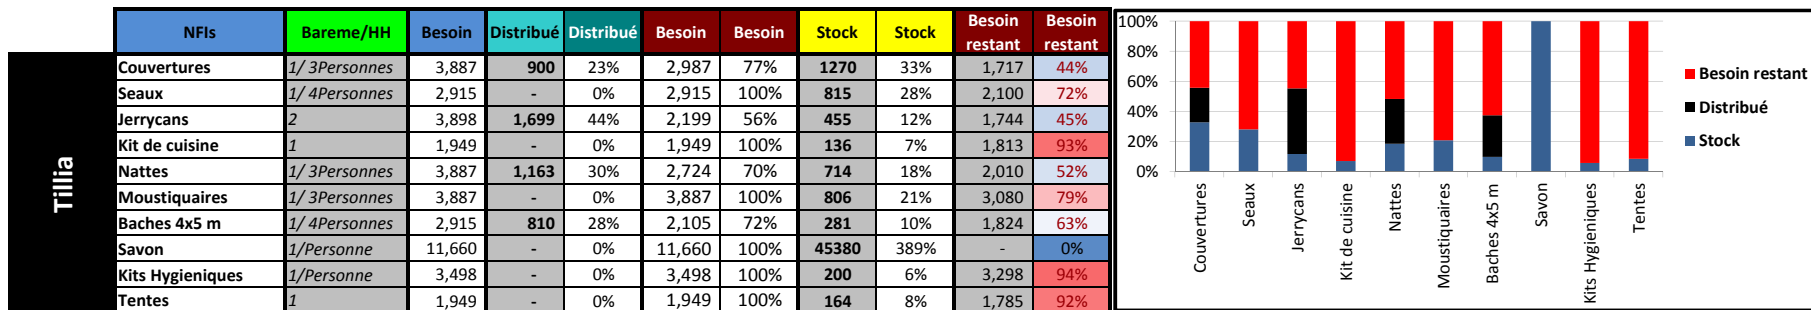 NFIs Bareme/HH Besoin Distribué Distribué Besoin Besoin Stock Stock Besoin restant Besoin restant
Tillia
Couvertures 1/ 3Personnes 3,887 900 23% 2,987 77% 1270 33% 1,717 44%
Seaux 1/ 4Personnes 2,915 - 0% 2,915 100% 815 28% 2,100 72%
Jerrycans 2 3,898 1,699 44% 2,199 56% 455 12% 1,744 45%
Kit de cuisine 1 1,949 - 0% 1,949 100% 136 7% 1,813 93%
Nattes 1/ 3Personnes 3,887 1,163 30% 2,724 70% 714 18% 2,010 52%
Moustiquaires 1/ 3Personnes 3,887 - 0% 3,887 100% 806 21% 3,080 79%
Baches 4x5 m 1/ 4Personnes 2,915 810 28% 2,105 72% 281 10% 1,824 63%
Savon 1/Personne 11,660 - 0% 11,660 100% 45380 389% - 0%
Kits Hygieniques 1/Personne 3,498 - 0% 3,498 100% 200 6% 3,298 94%
Tentes 1 1,949 - 0% 1,949 100% 164 8% 1,785 92%
100%
80%
60%
40%
20%
0%
Couvertures
Seaux
Jerrycans
Kit de cuisine
Nattes
Moustiquaires
Baches 4x5 m
Savon
Kits Hygieniques
Tentes
Besoin restant
Distribué
Stock